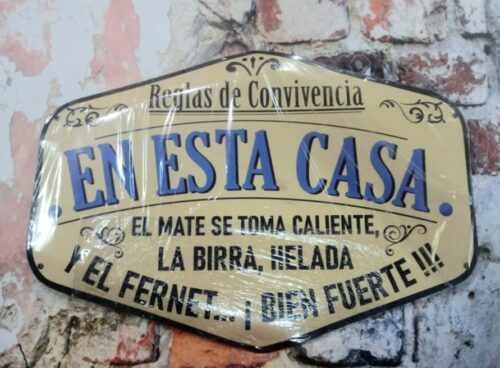 Reglas de Convivencia
.EN ESTA CASA.
EL MATE SE TOMA CALIENTE,
LA BIRRA, HELADA
Y EL FERNET... ¡ BIEN FUERTE !!!